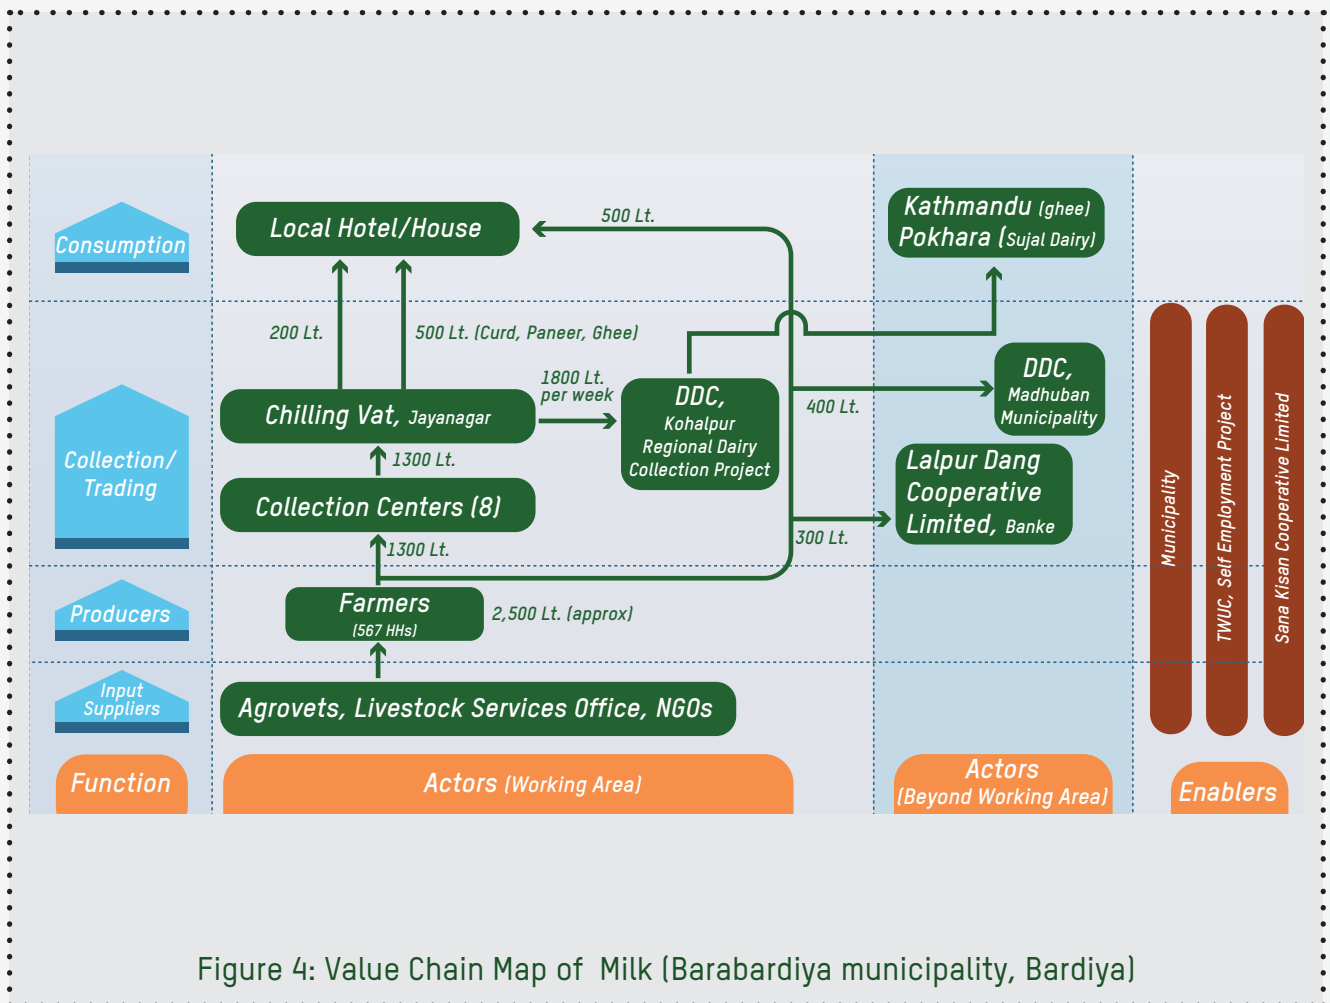 Consumption
Local Hotel/House
500 Lt.
Kathmandu (ghee)
Pokhara (Sujal Dairy)
200 Lt.
500 Lt. (Curd, Paneer, Ghee)
Collection/
Trading
Chilling Vat, Jayanagar
1800 Lt.
per week
DDC,
Kohalpur
Regional Dairy
Collection Project
400 Lt.
DDC,
Madhuban
Municipality
1300 Lt.
Collection Centers (8)
Lalpur Dang
Cooperative
Limited, Banke
300 Lt.
1300 Lt.
Producers
Farmers
(567 HHs)
2,500 Lt. (approx)
Input
Suppliers
Agrovets, Livestock Services Office, NGOs
Municipality
TWUC, Self Employment Project
Sana Kisan Cooperative Limited
Function
Actors (Working Area)
Actors
(Beyond Working Area)
Enablers
Figure 4: Value Chain Map of Milk (Barabardiya municipality, Bardiya)